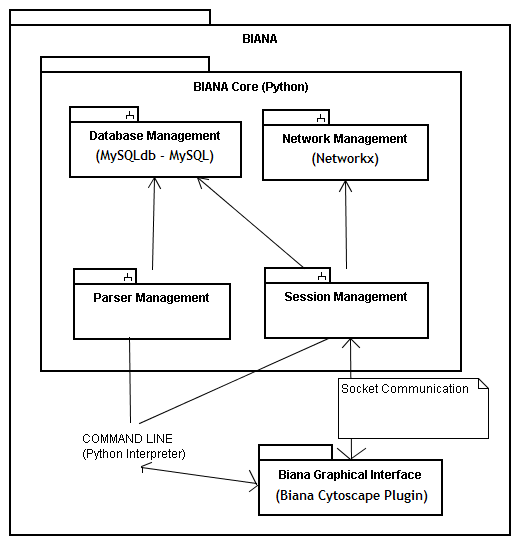 BIANA
BIANA Core (Python)
Database Management
(MySQLdb - MySQL)
Network Management
(Networkx)
Parser Management
Session Management
Socket Communication
COMMAND LINE
(Python Interpreter)
Biana Graphical Interface
(Biana Cytoscape Plugin)